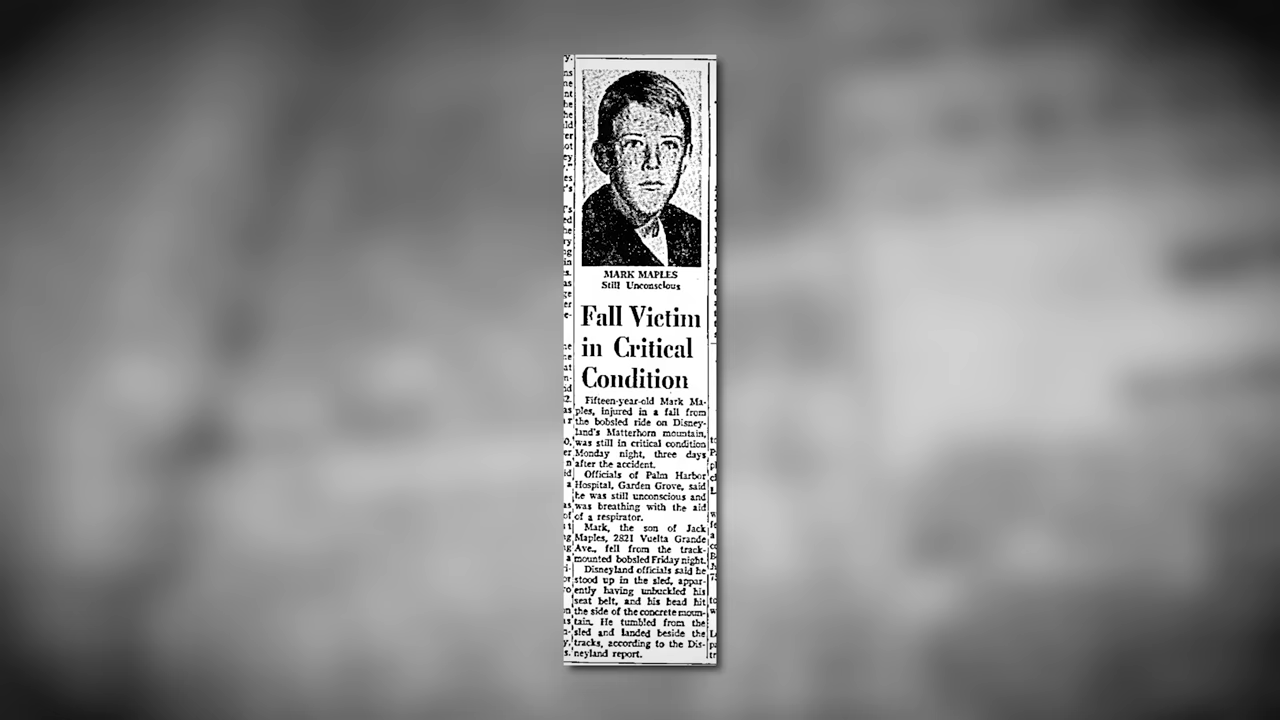 MARK MAPLES
Still Unconscious
Fall Victim
in Critical
Condition
Fifteen-year-old Mark Ma-
ples, injured in a fall from
the bobsled ride on Disney-
land's Matterhorn mountain,
was still in critical condition
Monday night, three days
after the accident.
Officials of Palm Harbor
Hospital, Garden Grove, said
he was still unconscious and
was breathing with the aid
of a respirator.
Mark, the son of Jack
Maples, 2821 Vuelta Grande
Ave., fell from the track-
mounted bobsled Friday night.
Disneyland officials said he
stood up in the sled, appar-
ently having unbuckled his
seat belt, and his head hit
the side of the concrete moun-
tain. He tumbled from the
sled and landed beside the
tracks, according to the Dis-
neyland report.